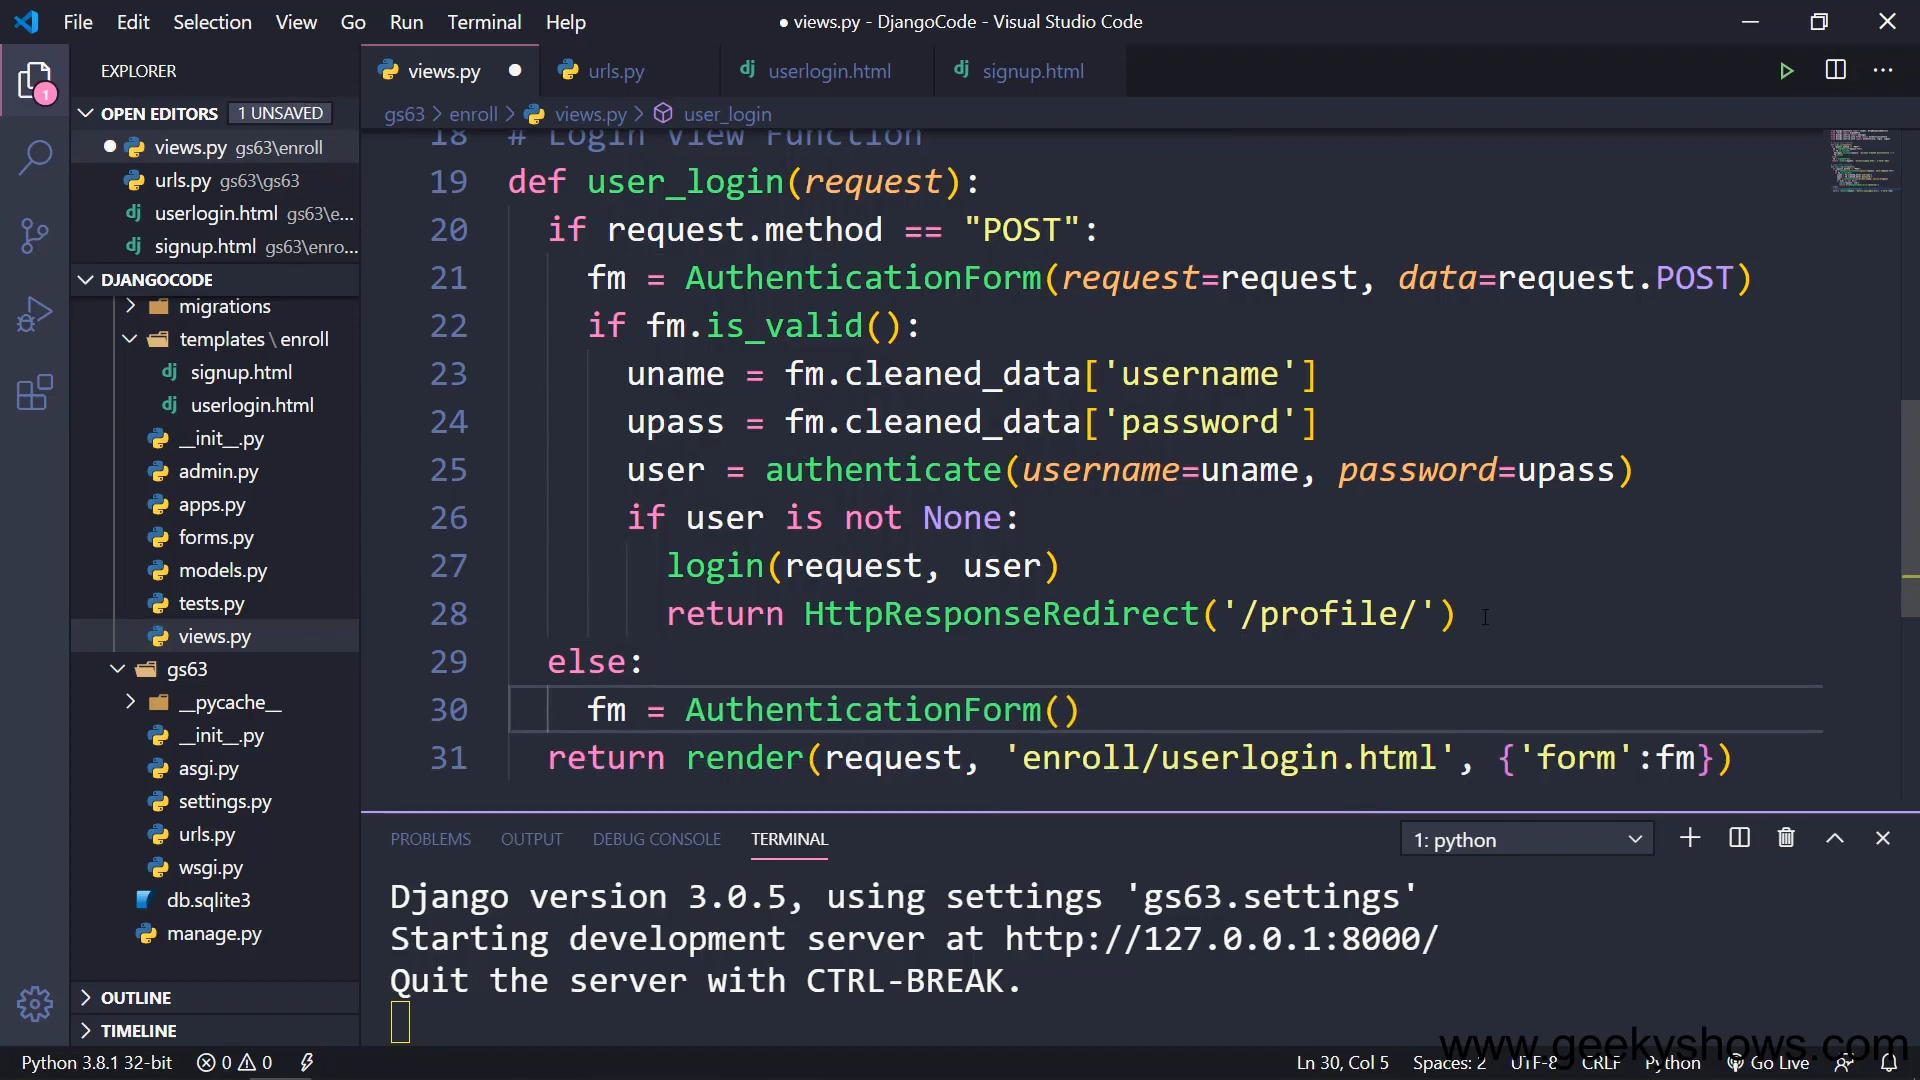 File Edit Selection View Go Run Terminal Help
● views.py - DjangoCode - Visual Studio Code
EXPLORER
views.py
urls.py
userlogin.html
signup.html
1
OPEN EDITORS 1 UNSAVED
gs63 > enroll > views.py > user_login
views.py gs63\enroll
urls.py gs63\gs63
userlogin.html gs63\e...
signup.html gs63\enro...
DJANGOCODE
migrations
templates \ enroll
signup.html
userlogin.html
__init__.py
admin.py
apps.py
forms.py
models.py
tests.py
views.py
gs63
__pycache__
__init__.py
asgi.py
settings.py
urls.py
wsgi.py
db.sqlite3
manage.py
OUTLINE
TIMELINE
18 # Login View Function
19 def user_login(request):
20 if request.method == "POST":
21 fm = AuthenticationForm(request=request, data=request.POST)
22 if fm.is_valid():
23 uname = fm.cleaned_data['username']
24 upass = fm.cleaned_data['password']
25 user = authenticate(username=uname, password=upass)
26 if user is not None:
27 login(request, user)
28 return HttpResponseRedirect('/profile/')
29 else:
30 fm = AuthenticationForm()
31 return render(request, 'enroll/userlogin.html', {'form':fm})
PROBLEMS OUTPUT DEBUG CONSOLE TERMINAL
1: python
Django version 3.0.5, using settings 'gs63.settings'
Starting development server at http://127.0.0.1:8000/
Quit the server with CTRL-BREAK.
www.geekyshows.com
Python 3.8.1 32-bit 0 0
Ln 30, Col 5 Spaces: 2 UTF-8 CRLF Python Go Live